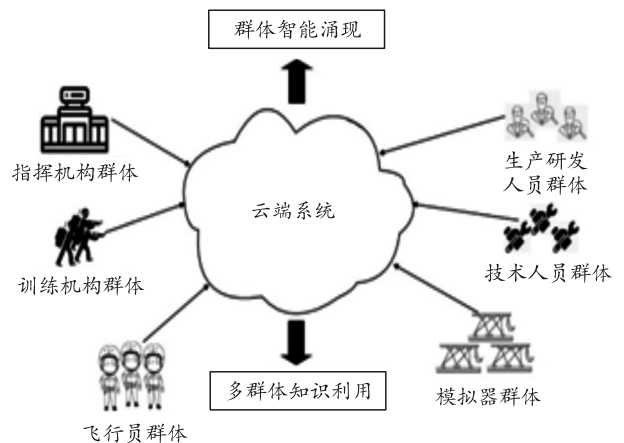 群体智能涌现
指挥机构群体
生产研发
人员群体
云端系统
训练机构群体
技术人员群体
多群体知识利用
模拟器群体
飞行员群体